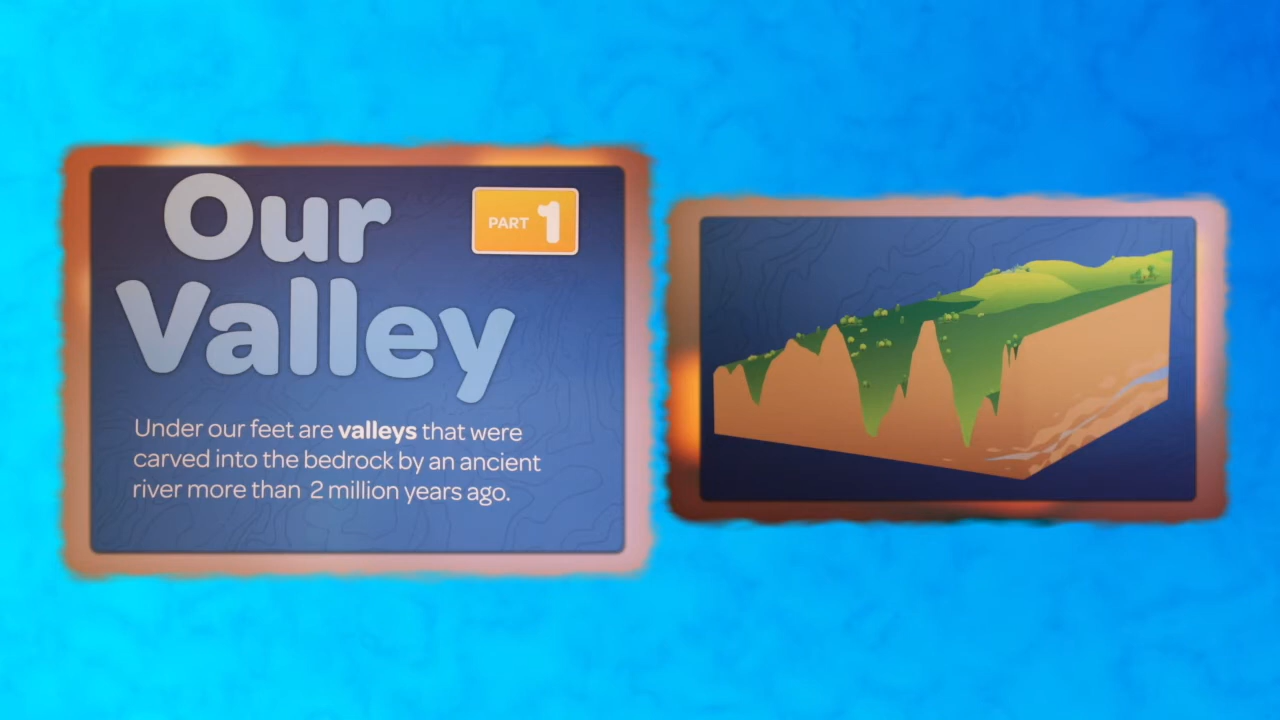 Our
PART 1
Valley
Under our feet are valleys that were
carved into the bedrock by an ancient
river more than 2 million years ago.